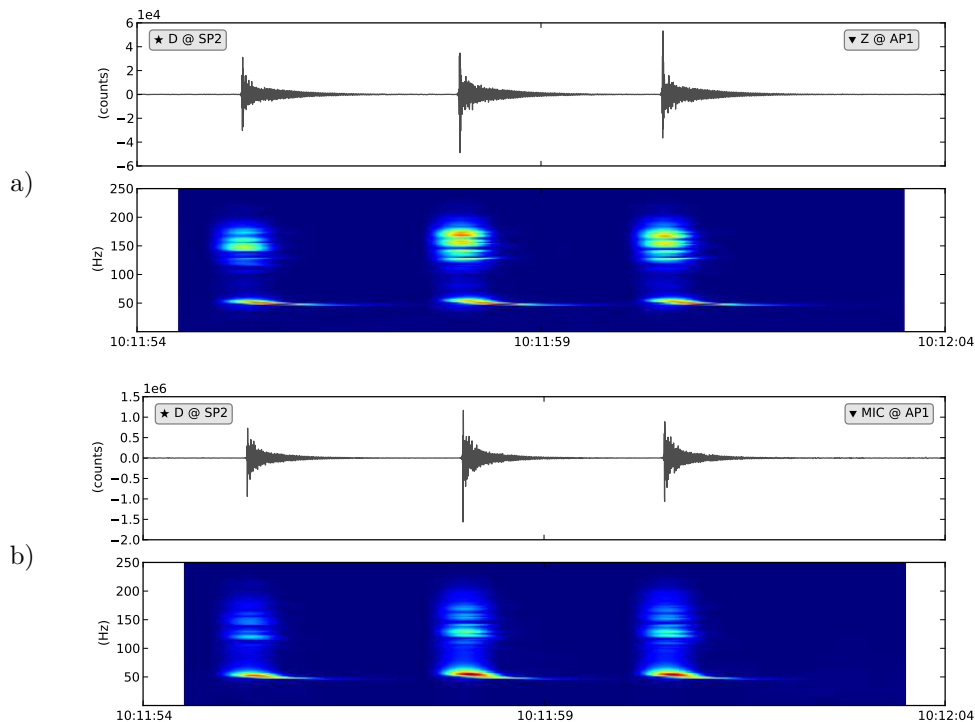 a)
1e4
★ D @ SP2
▼ Z @ AP1
6
4
2
0
−2
−4
−6
(counts)
250
200
150
100
50
(Hz)
10:11:54 10:11:59 10:12:04
b)
1e6
★ D @ SP2
▼ MIC @ AP1
1.5
1.0
0.5
0.0
−0.5
−1.0
−1.5
−2.0
(counts)
250
200
150
100
50
(Hz)
10:11:54 10:11:59 10:12:04